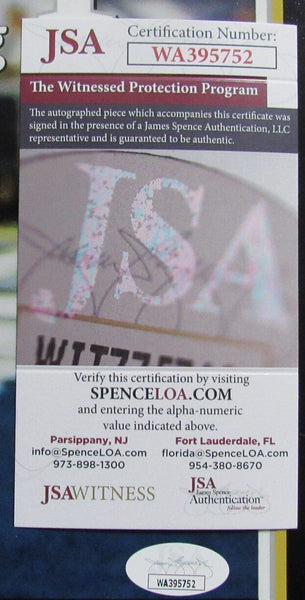 JSA
Certification Number:
WA395752
The Witnessed Protection Program
The autographed piece which accompanies this certificate was
signed in the presence of a James Spence Authentication, LLC
representative and is guaranteed to be authentic.
JSA
Verify this certification by visiting
SPENCELOA.COM
and entering the alpha-numeric
value indicated above.
Parsippany, NJ
info@SpenceLOA.com
973-898-1300
Fort Lauderdale, FL
florida@SpenceLOA.com
954-380-8670
JSAWITNESS
JSA
James Spence
Authentication
follow the leader
WA395752